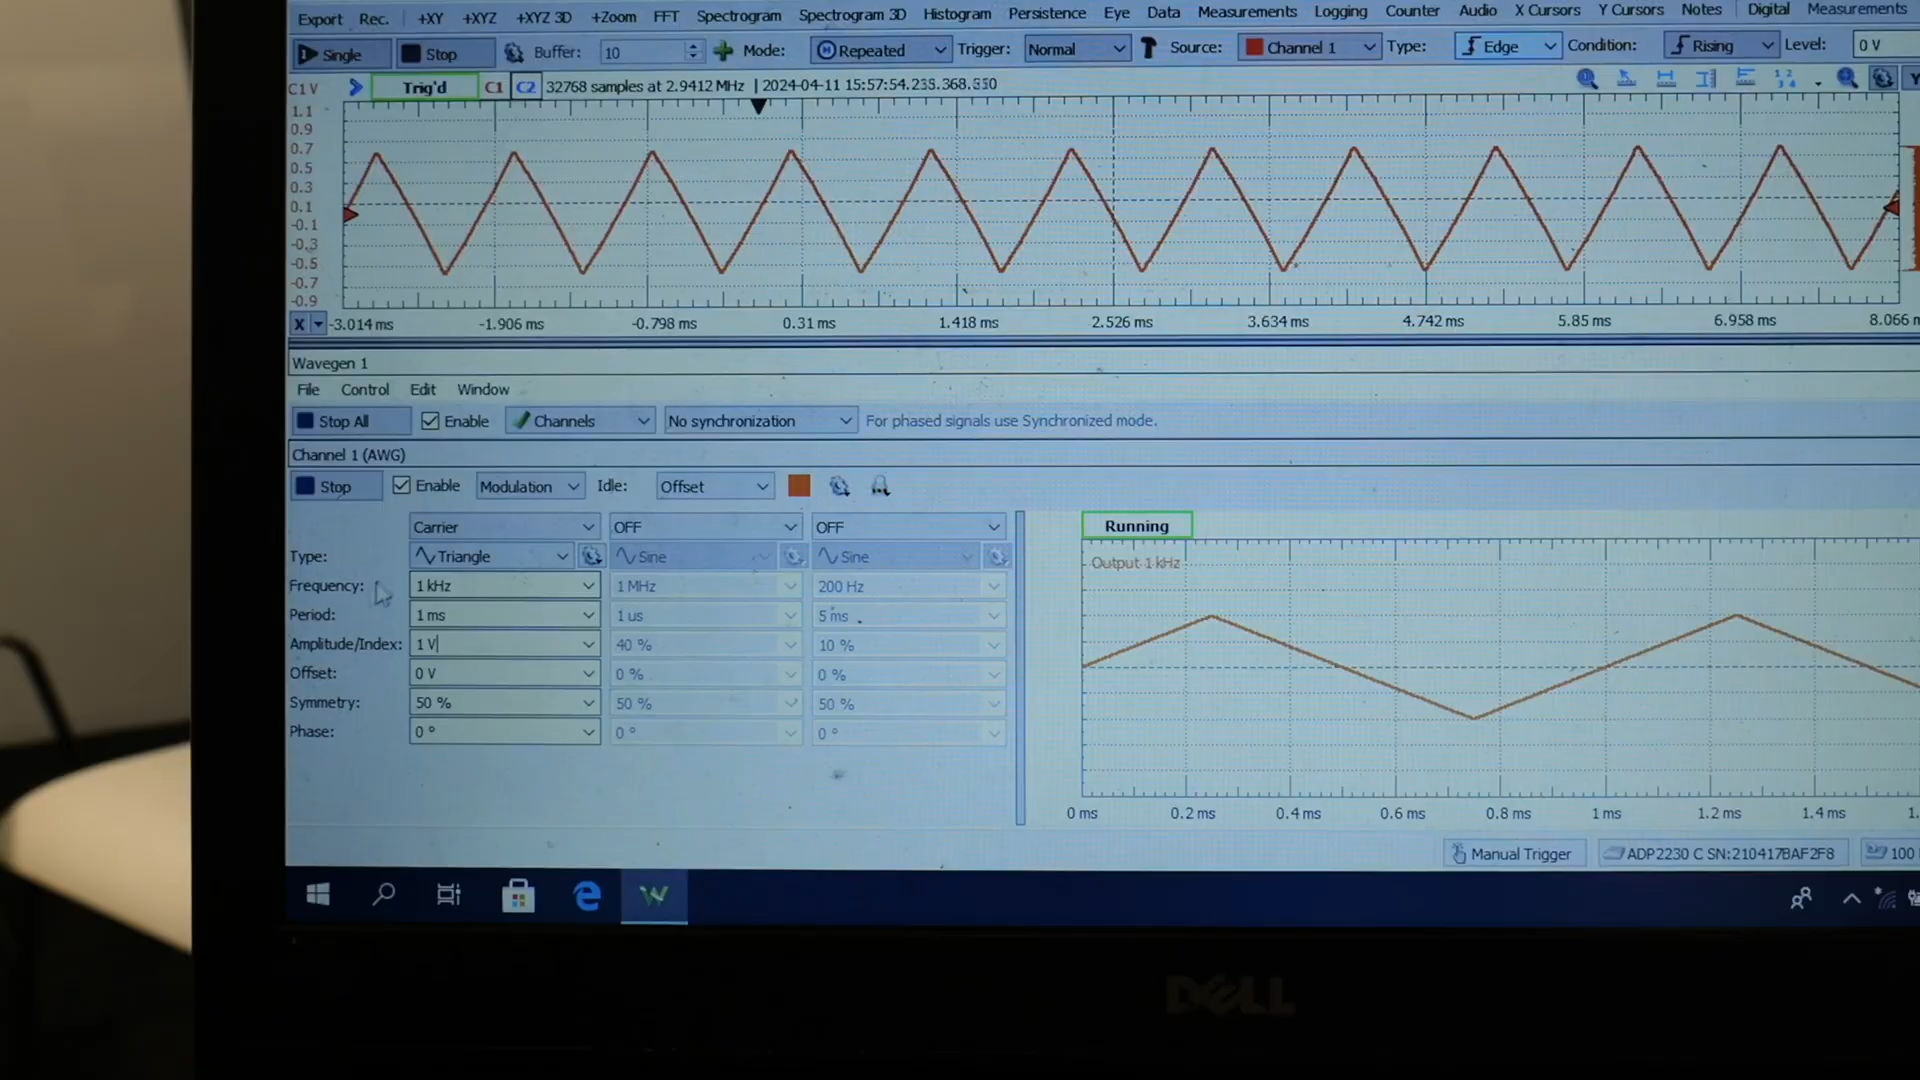 Export Rec. +XY +XYZ +XYZ 3D +Zoom FFT Spectrogram Spectrogram 3D Histogram Persistence Eye Data Measurements Logging Counter Audio X Cursors Y Cursors Notes Digital Measurements
Single Stop Buffer: 10 Mode: Repeated Trigger: Normal Source: Channel 1 Type: Edge Condition: Rising Level: 0 V
C1 V Trig'd C1 C2 32768 samples at 2.9412 MHz | 2024-04-11 15:57:54.235.368.550
1.1
0.9
0.7
0.5
0.3
0.1
-0.1
-0.3
-0.5
-0.7
-0.9
X -3.014 ms -1.906 ms -0.798 ms 0.31 ms 1.418 ms 2.526 ms 3.634 ms 4.742 ms 5.85 ms 6.958 ms 8.066 m
Wavegen 1
File Control Edit Window
Stop All Enable Channels No synchronization For phased signals use Synchronized mode.
Channel 1 (AWG)
Stop Enable Modulation Idle: Offset
Carrier OFF OFF Running
Type: Triangle Sine Sine Output 1 kHz
Frequency: 1 kHz 1 MHz 200 Hz
Period: 1 ms 1 us 5 ms
Amplitude/Index: 1 V 40 % 10 %
Offset: 0 V 0 % 0 %
Symmetry: 50 % 50 % 50 %
Phase: 0 ° 0 ° 0 °
0 ms 0.2 ms 0.4 ms 0.6 ms 0.8 ms 1 ms 1.2 ms 1.4 ms 1.
Manual Trigger ADP2230 C SN:210417BAF2F8 100
DELL